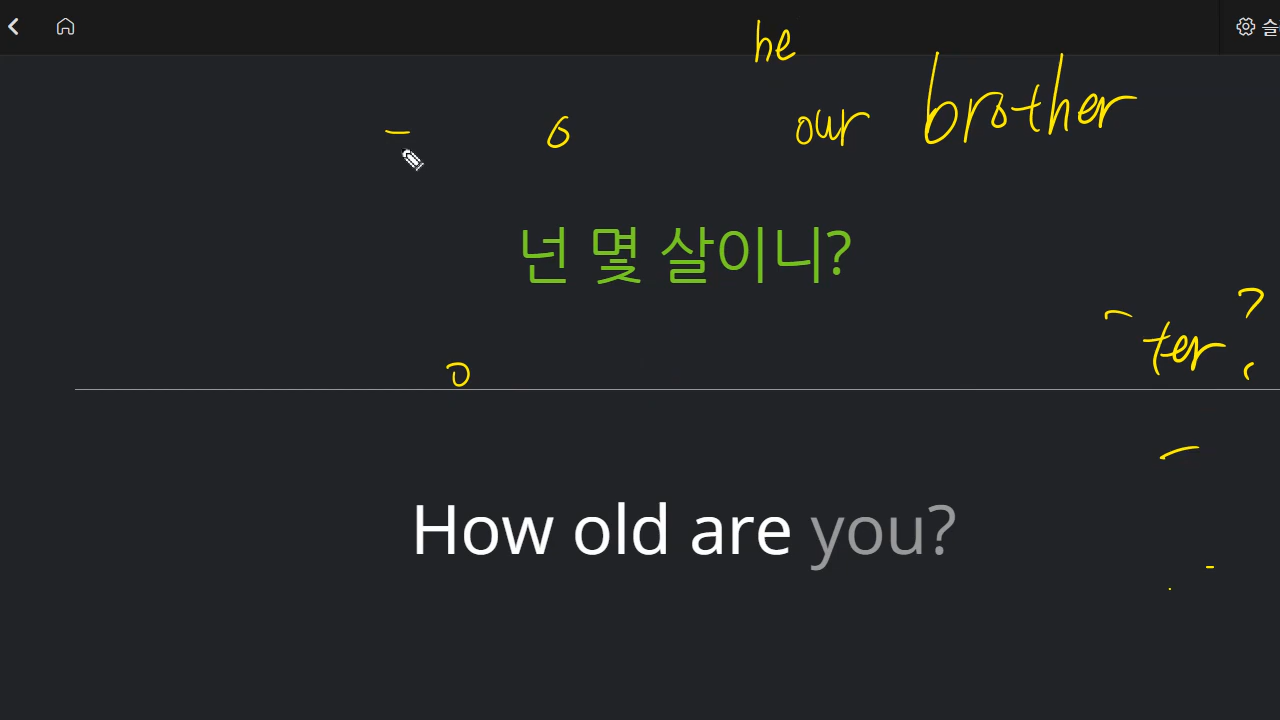 he
our brother
넌 몇 살이니?
ter ?
How old are you?